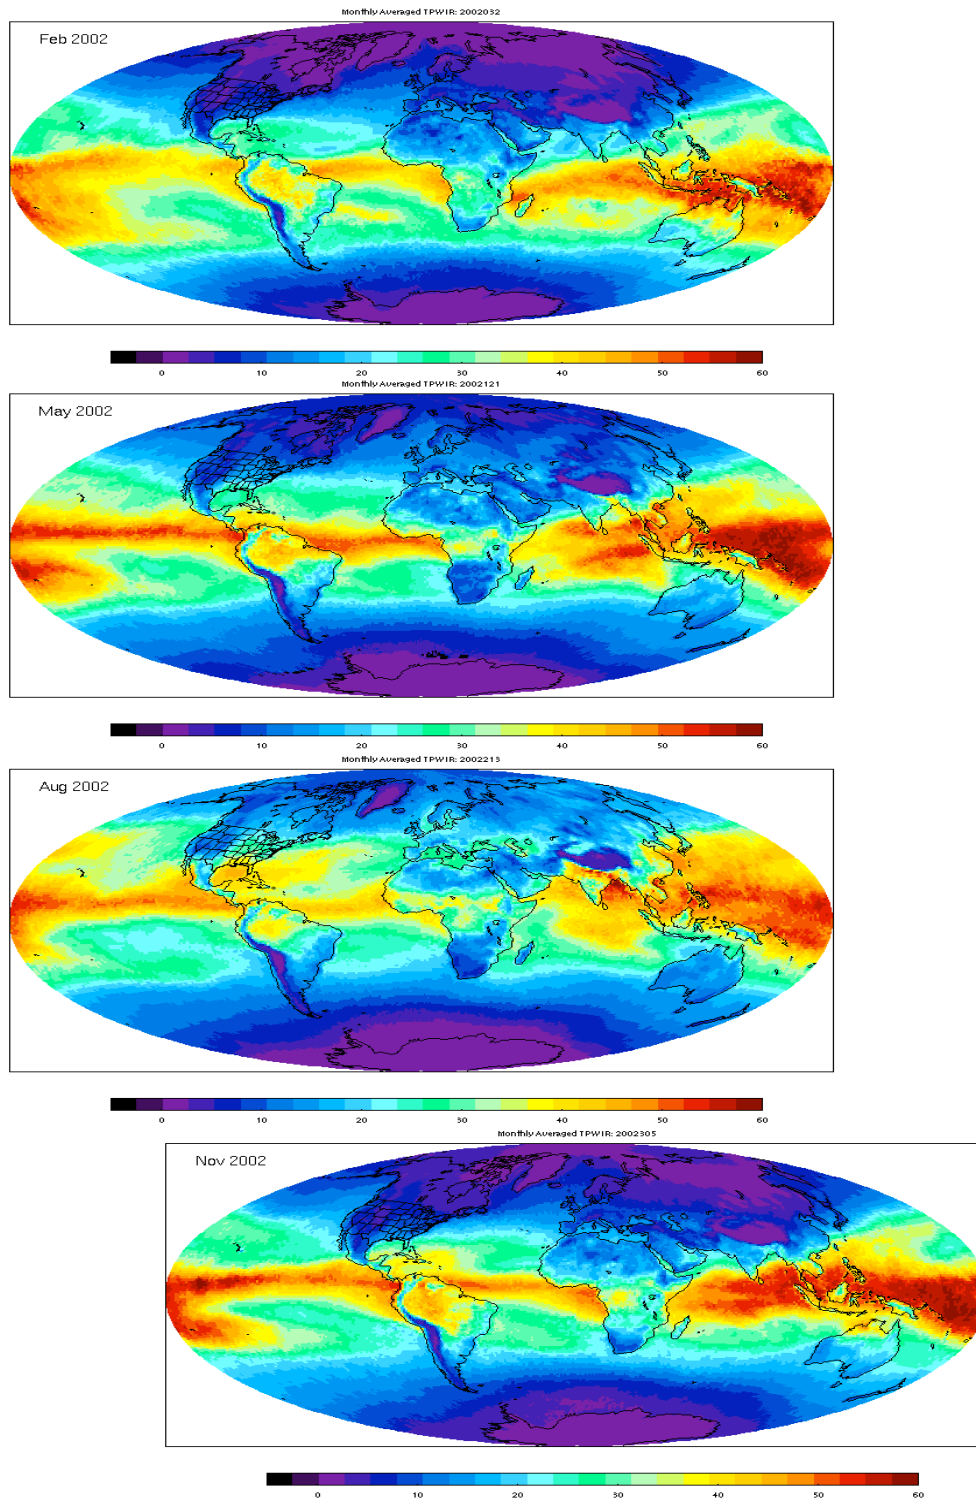 Monthly Averaged TPWIR: 2002032
Feb 2002
0 10 20 30 40 50 60
Monthly Averaged TPWIR: 2002121
May 2002
0 10 20 30 40 50 60
Monthly Averaged TPWIR: 2002213
Aug 2002
0 10 20 30 40 50 60
Monthly Averaged TPWIR: 2002305
Nov 2002
0 10 20 30 40 50 60